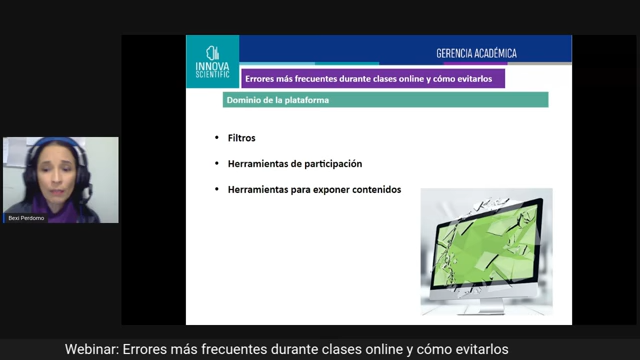 INNOVA
SCIENTIFIC
GERENCIA ACADÉMICA
Errores más frecuentes durante clases online y cómo evitarlos
Dominio de la plataforma
• Filtros
• Herramientas de participación
• Herramientas para exponer contenidos
Bexi Perdomo
Webinar: Errores más frecuentes durante clases online y cómo evitarlos